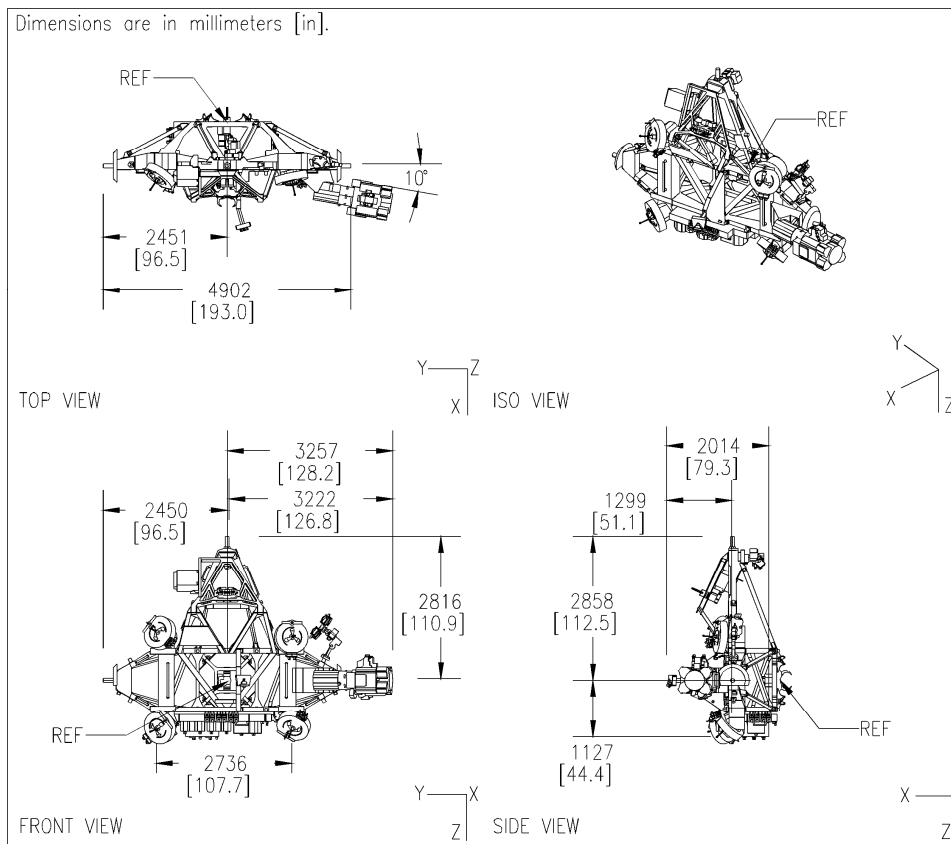 Dimensions are in millimeters [in].
REF
10°
2451
[96.5]
4902
[193.0]
Y
Z
X
TOP VIEW
REF
Y
X
Z
ISO VIEW
3257
[128.2]
3222
[126.8]
2450
[96.5]
2816
[110.9]
REF
2736
[107.7]
Y
X
Z
FRONT VIEW
2014
[79.3]
1299
[51.1]
2858
[112.5]
REF
1127
[44.4]
X
Z
SIDE VIEW